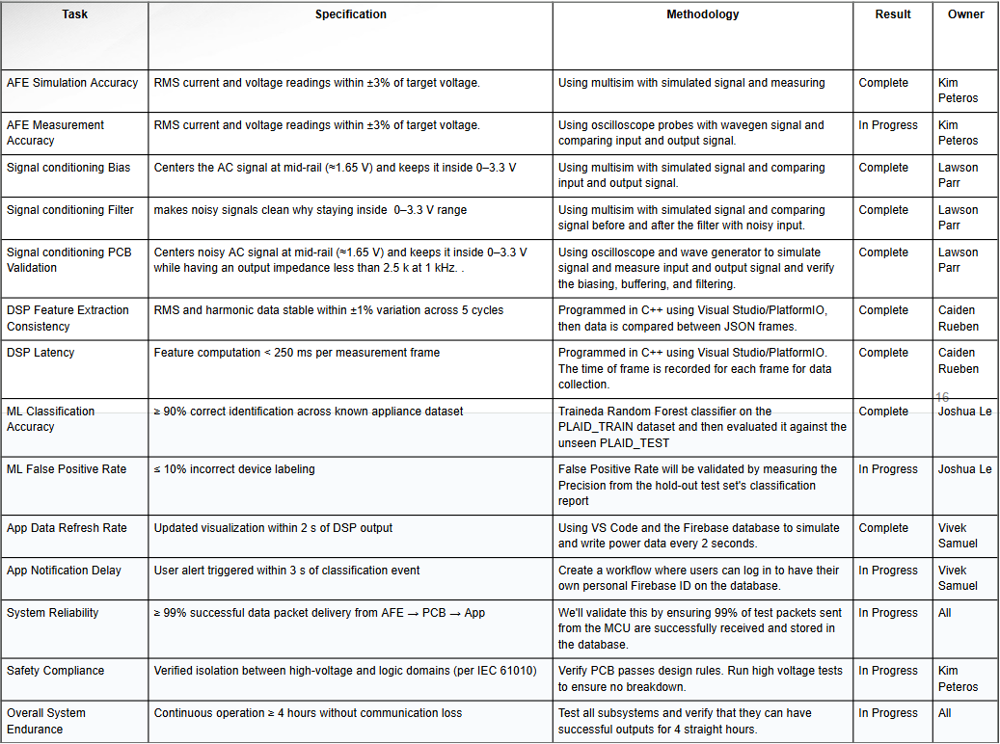 Task Specification Methodology Result Owner
AFE Simulation Accuracy RMS current and voltage readings within ±3% of target voltage. Using multisim with simulated signal and measuring Complete Kim
Peteros
AFE Measurement RMS current and voltage readings within ±3% of target voltage. Using oscilloscope probes with wavegen signal and In Progress Kim
Accuracy comparing input and output signal. Peteros
Signal conditioning Bias Centers the AC signal at mid-rail (≈1.65 V) and keeps it inside 0–3.3 V Using multisim with simulated signal and comparing Complete Lawson
input and output signal. Parr
Signal conditioning Filter makes noisy signals clean why staying inside 0–3.3 V range Using multisim with simulated signal and comparing Complete Lawson
signal before and after the filter with noisy input. Parr
Signal conditioning PCB Centers noisy AC signal at mid-rail (≈1.65 V) and keeps it inside 0–3.3 V Using oscilloscope and wave generator to simulate Complete Lawson
Validation while having an output impedance less than 2.5 k at 1 kHz. . signal and measure input and output signal and verify Parr
the biasing, buffering, and filtering.
DSP Feature Extraction RMS and harmonic data stable within ±1% variation across 5 cycles Programmed in C++ using Visual Studio/PlatformIO, Complete Caiden
Consistency then data is compared between JSON frames. Rueben
DSP Latency Feature computation < 250 ms per measurement frame Programmed in C++ using Visual Studio/PlatformIO. Complete Caiden
The time of frame is recorded for each frame for data Rueben
collection.
16
ML Classification ≥ 90% correct identification across known appliance dataset Traineda Random Forest classifier on the Complete Joshua Le
Accuracy PLAID_TRAIN dataset and then evaluated it against the
unseen PLAID_TEST
ML False Positive Rate ≤ 10% incorrect device labeling False Positive Rate will be validated by measuring the In Progress Joshua Le
Precision from the hold-out test set's classification
report
App Data Refresh Rate Updated visualization within 2 s of DSP output Using VS Code and the Firebase database to simulate Complete Vivek
and write power data every 2 seconds. Samuel
App Notification Delay User alert triggered within 3 s of classification event Create a workflow where users can log in to have their In Progress Vivek
own personal Firebase ID on the database. Samuel
System Reliability ≥ 99% successful data packet delivery from AFE → PCB → App We'll validate this by ensuring 99% of test packets sent In Progress All
from the MCU are successfully received and stored in
the database.
Safety Compliance Verified isolation between high-voltage and logic domains (per IEC 61010) Verify PCB passes design rules. Run high voltage tests In Progress Kim
to ensure no breakdown. Peteros
Overall System Continuous operation ≥ 4 hours without communication loss Test all subsystems and verify that they can have In Progress All
Endurance successful outputs for 4 straight hours.